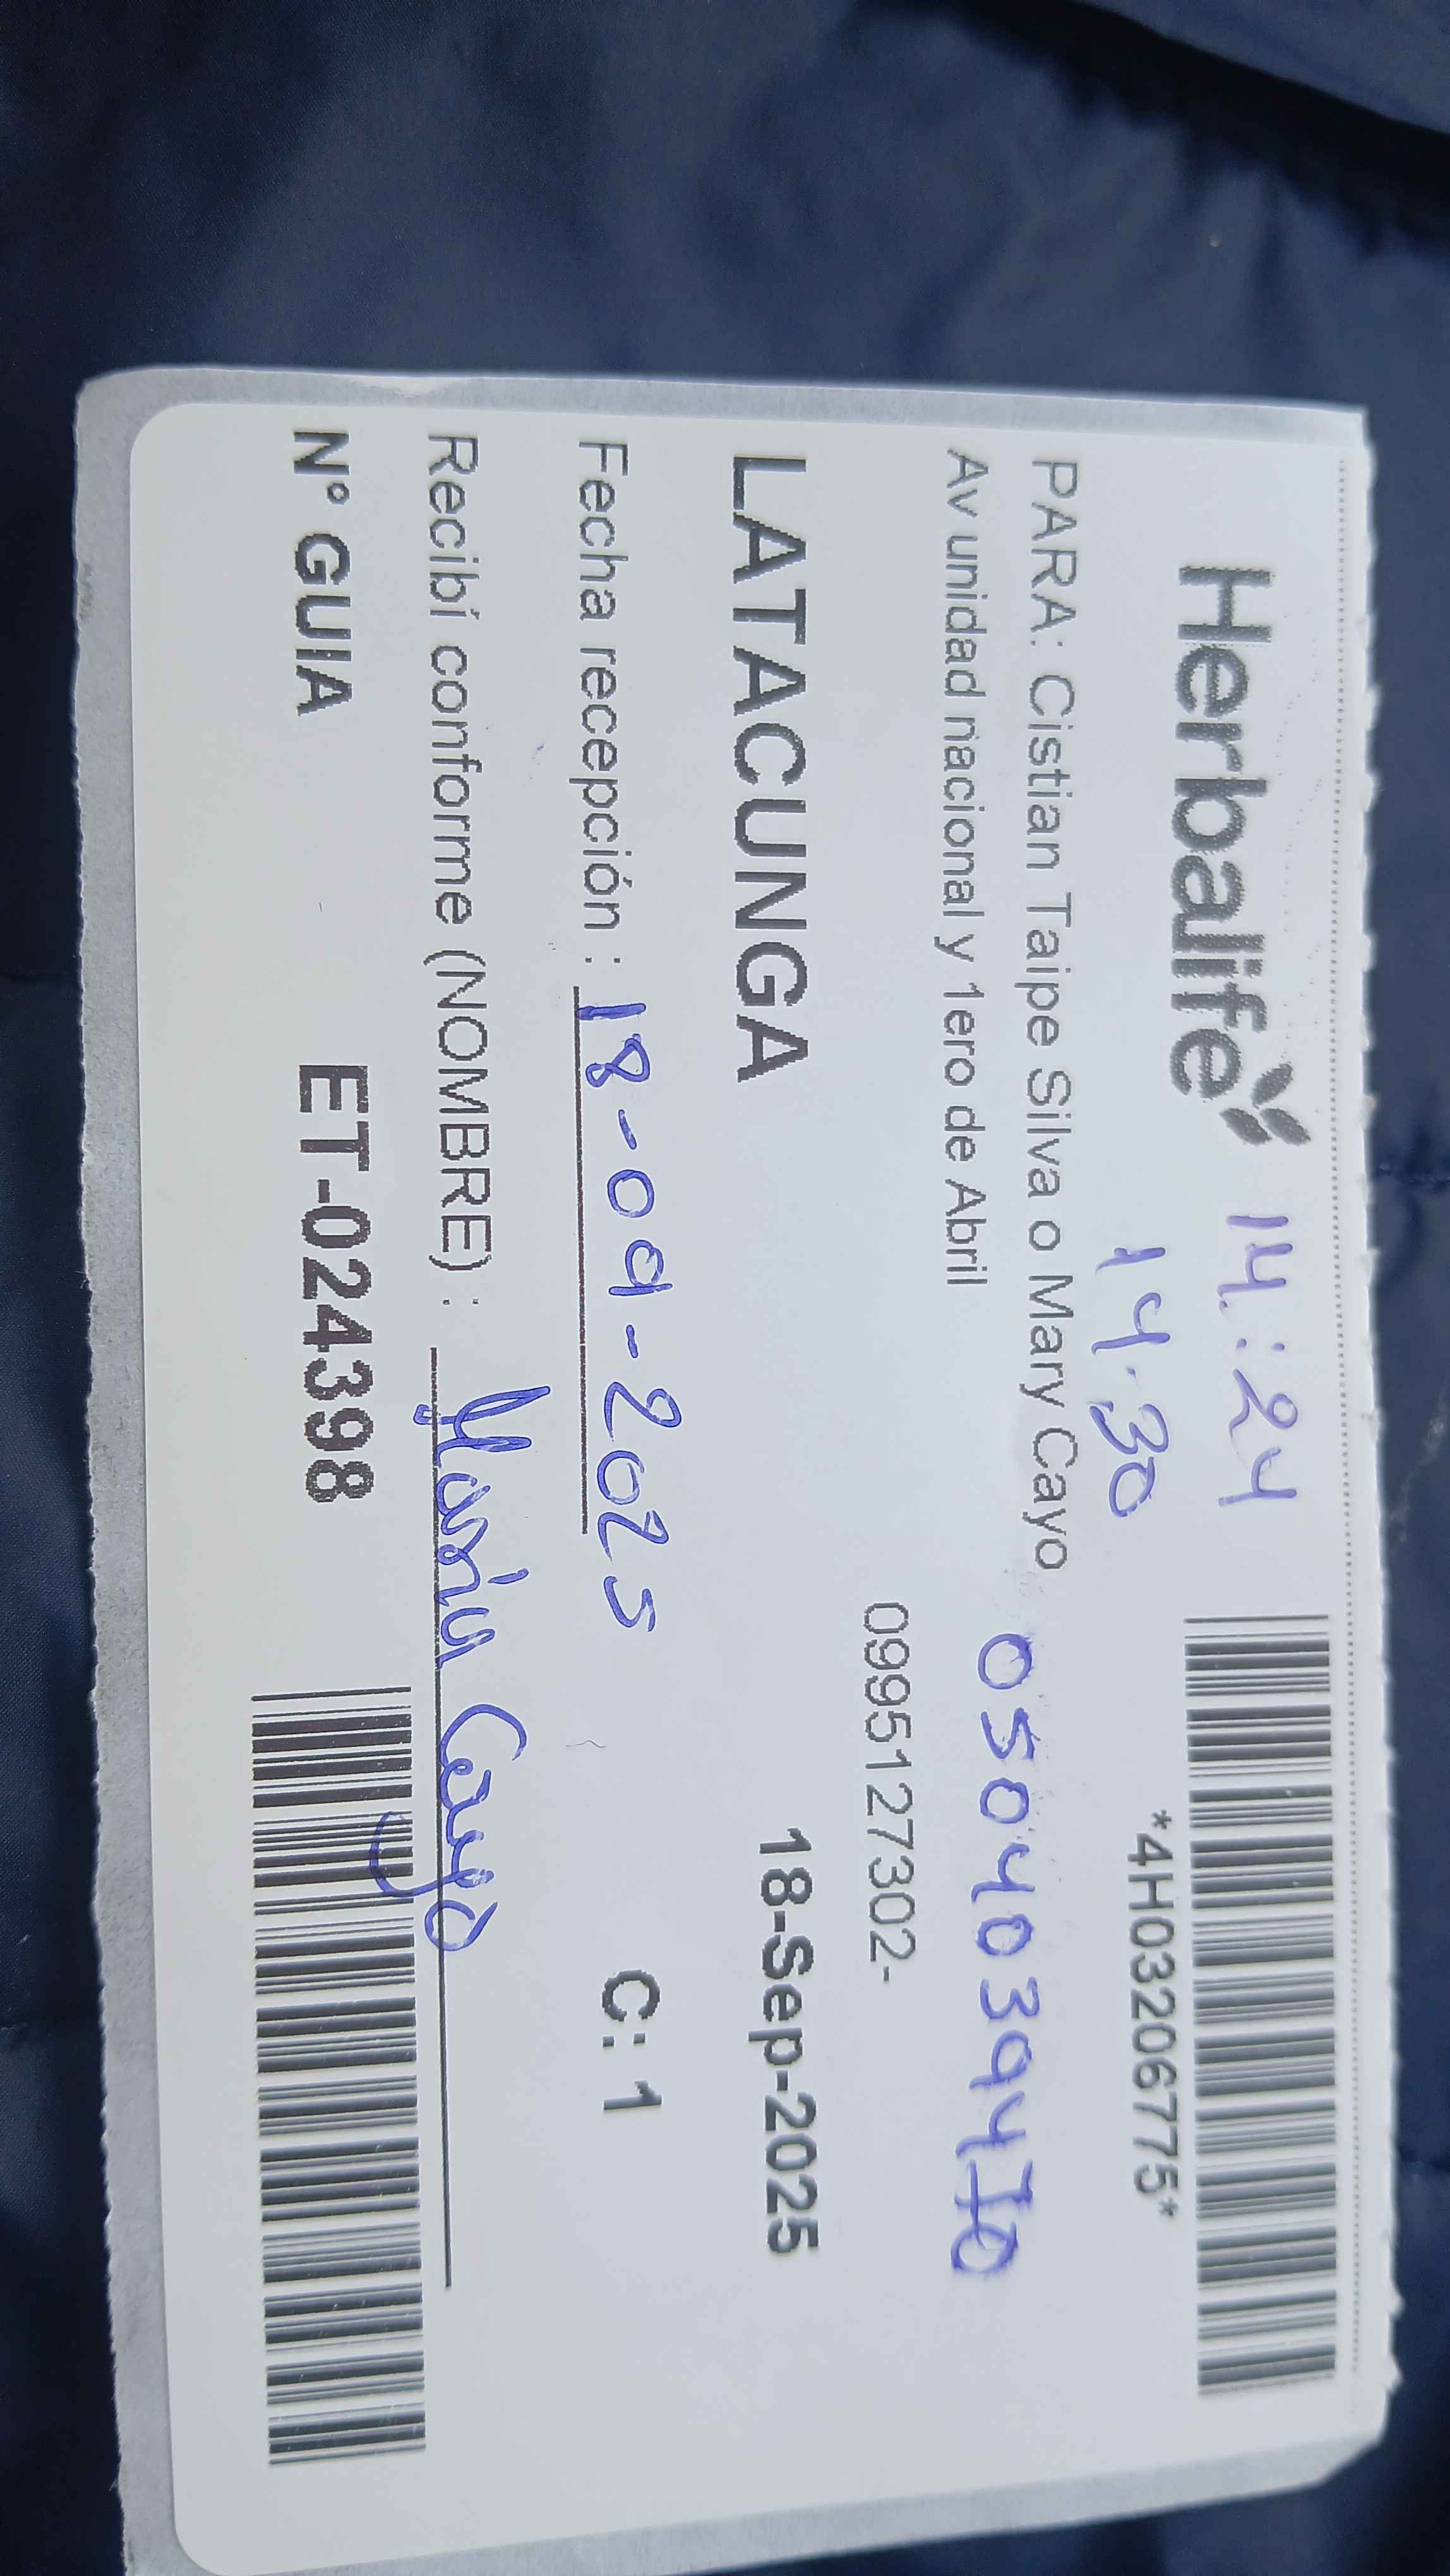 Herbalife 14:24
14.30
*4H03206775*
PARA: Cistian Taipe Silva o Mary Cayo
Av unidad nacional y 1ero de Abril
0504039470
0995127302-
LATACUNGA 18-Sep-2025
Fecha recepción : 18-09-2025 C: 1
Recibí conforme (NOMBRE) : María Cayo
N° GUIA ET-024398